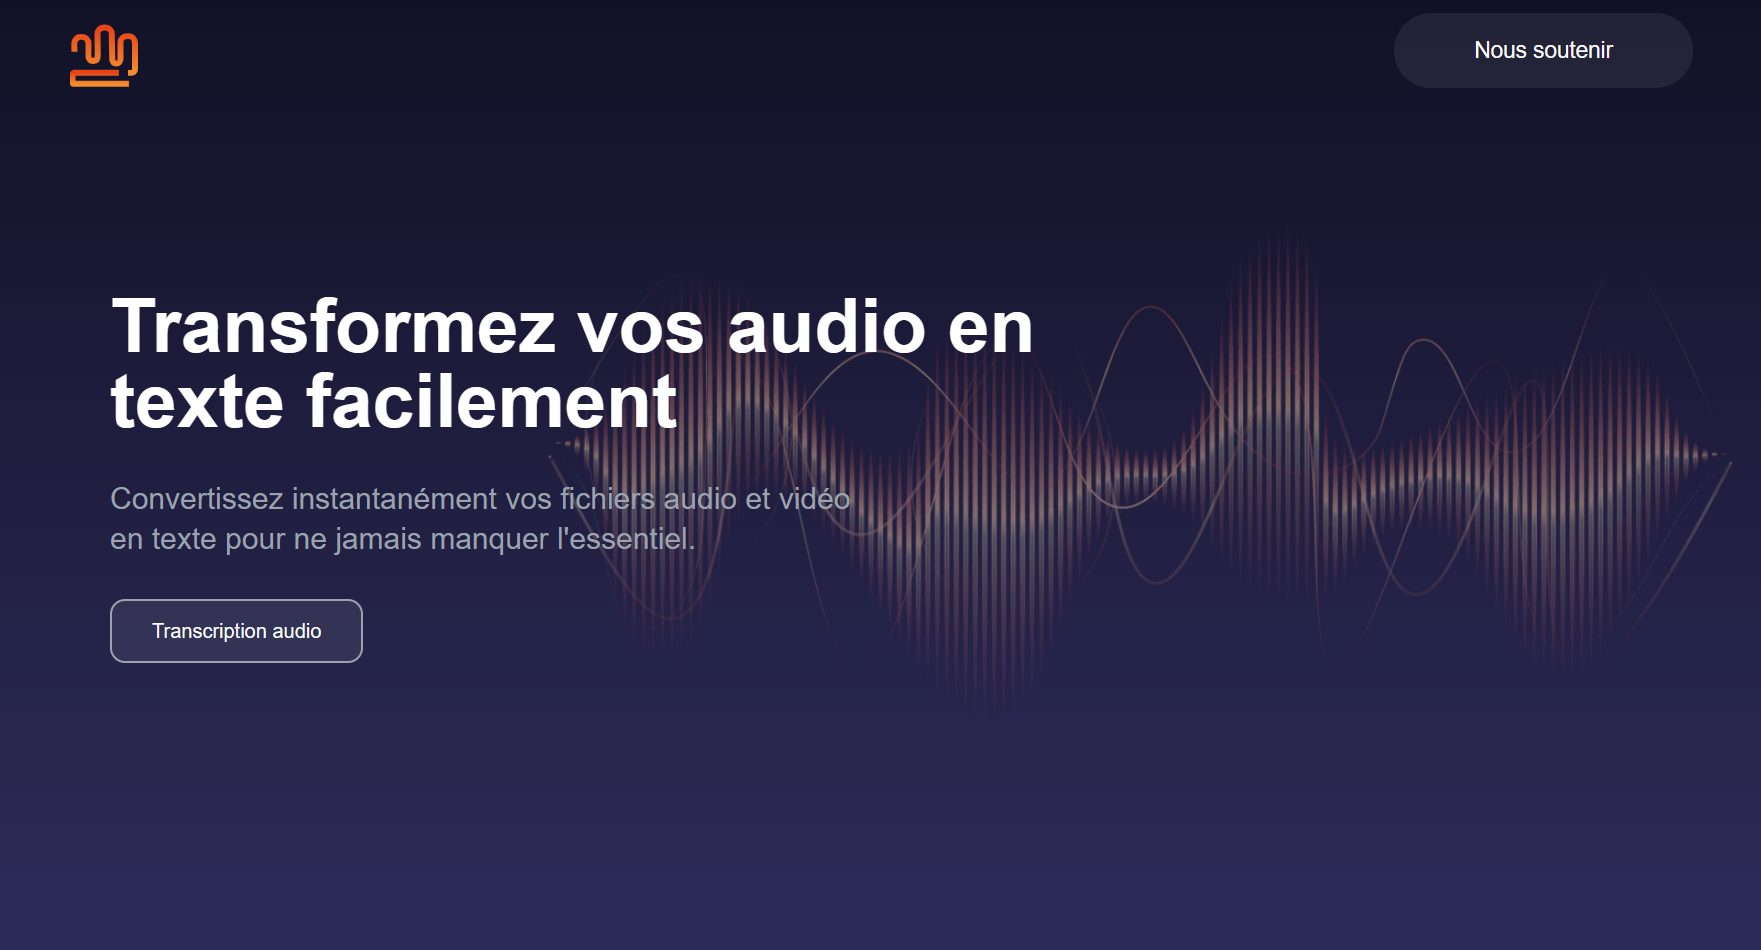 Nous soutenir
Transformez vos audio en
texte facilement
Convertissez instantanément vos fichiers audio et vidéo
en texte pour ne jamais manquer l'essentiel.
Transcription audio